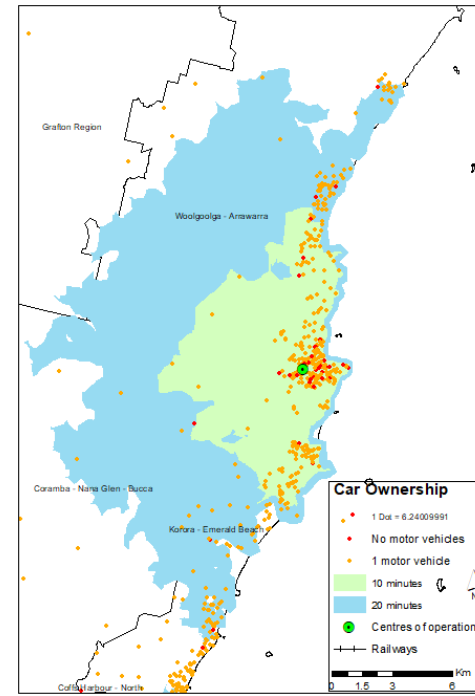 Grafton Region
Woolgoolga - Arrawarra
Coramba - Nana Glen - Bucca
Korora - Emerald Beach
Coffs Harbour - North
Car Ownership
1 Dot = 6.24009991
No motor vehicles
1 motor vehicle
10 minutes
N
20 minutes
Centres of operation
Railways
Km
0 1.5 3 6